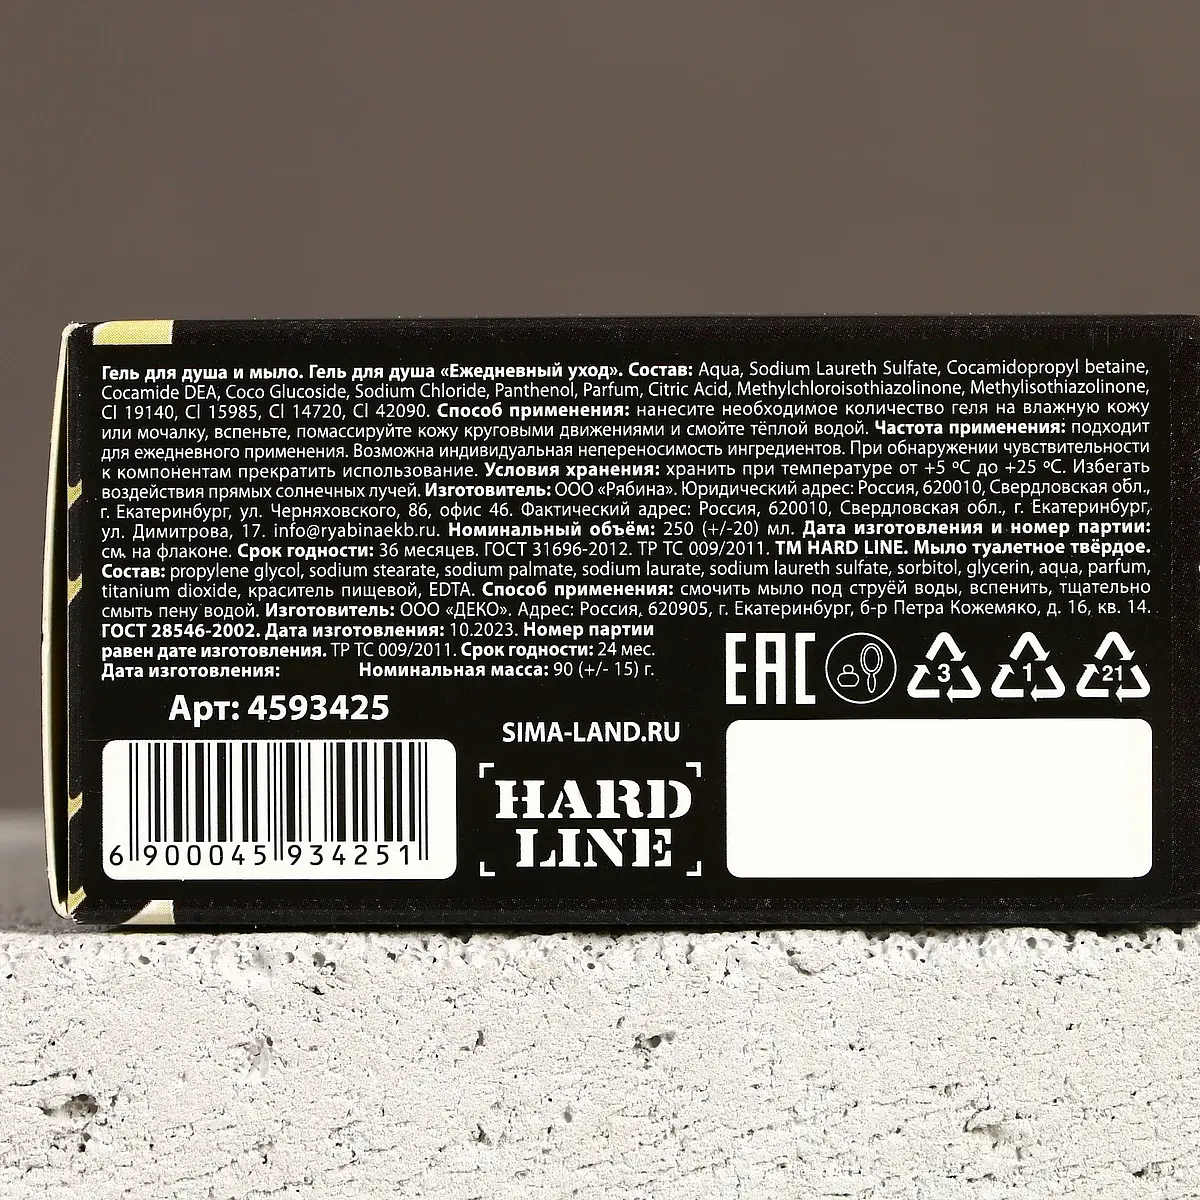 Гель для душа и мыло. Гель для душа «Ежедневный уход». Состав: Aqua, Sodium Laureth Sulfate, Cocamidopropyl betaine,
Cocamide DEA, Coco Glucoside, Sodium Chloride, Panthenol, Parfum, Citric Acid, Methylchloroisothiazolinone, Methylisothiazolinone,
Cl 19140, Cl 15985, Cl 14720, Cl 42090. Способ применения: нанесите необходимое количество геля на влажную кожу
или мочалку, вспеньте, помассируйте кожу круговыми движениями и смойте тёплой водой. Частота применения: подходит
для ежедневного применения. Возможна индивидуальная непереносимость ингредиентов. При обнаружении чувствительности
к компонентам прекратить использование. Условия хранения: хранить при температуре от +5 ºC до +25 ºC. Избегать
воздействия прямых солнечных лучей. Изготовитель: ООО «Рябина». Юридический адрес: Россия, 620010, Свердловская обл.,
г. Екатеринбург, ул. Черняховского, 86, офис 46. Фактический адрес: Россия, 620010, Свердловская обл., г. Екатеринбург,
ул. Димитрова, 17. info@ryabinaekb.ru. Номинальный объём: 250 (+/-20) мл. Дата изготовления и номер партии:
см. на флаконе. Срок годности: 36 месяцев. ГОСТ 31696-2012. ТР ТС 009/2011. ТМ HARD LINE. Мыло туалетное твёрдое.
Состав: propylene glycol, sodium stearate, sodium palmate, sodium laurate, sodium laureth sulfate, sorbitol, glycerin, aqua, parfum,
titanium dioxide, краситель пищевой, EDTA. Способ применения: смочить мыло под струёй воды, вспенить, тщательно
смыть пену водой. Изготовитель: ООО «ДЕКО». Адрес: Россия, 620905, г. Екатеринбург, б-р Петра Кожемяко, д. 16, кв. 14.
ГОСТ 28546-2002. Дата изготовления: 10.2023. Номер партии
равен дате изготовления. ТР ТС 009/2011. Срок годности: 24 мес.
Дата изготовления: Номинальная масса: 90 (+/- 15) г.
EAC
3 1 21
Арт: 4593425
SIMA-LAND.RU
HARD
LINE
6 900045 934251